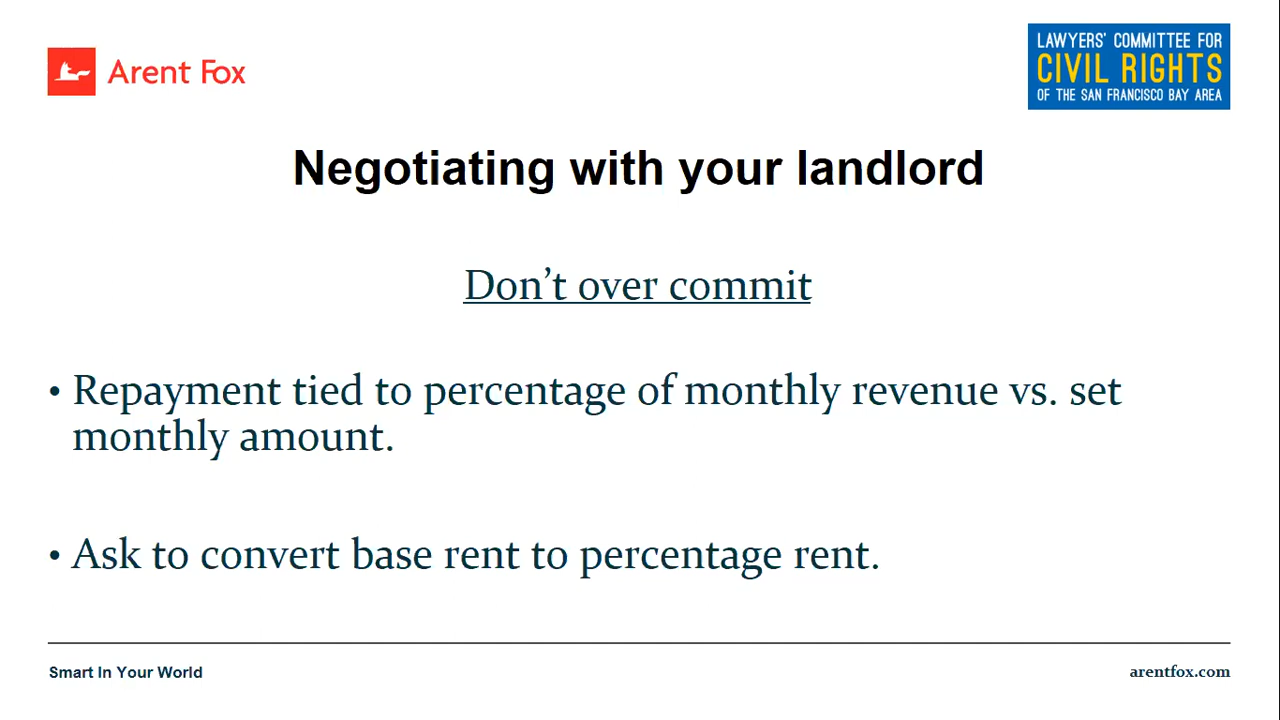 Arent Fox
LAWYERS' COMMITTEE FOR
CIVIL RIGHTS
OF THE SAN FRANCISCO BAY AREA
Negotiating with your landlord
Don’t over commit
• Repayment tied to percentage of monthly revenue vs. set
monthly amount.
• Ask to convert base rent to percentage rent.
Smart In Your World
arentfox.com